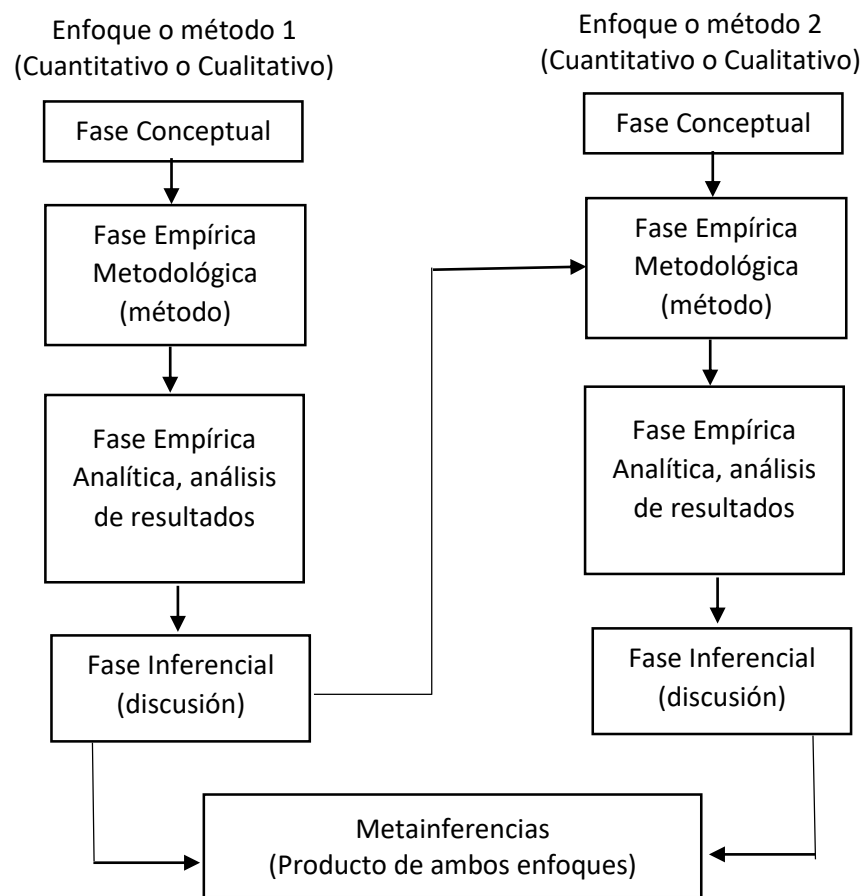 Enfoque o método 1
(Cuantitativo o Cualitativo)
Fase Conceptual
Fase Empírica
Metodológica
(método)
Fase Empírica
Analítica, análisis
de resultados
Fase Inferencial
(discusión)
Enfoque o método 2
(Cuantitativo o Cualitativo)
Fase Conceptual
Fase Empírica
Metodológica
(método)
Fase Empírica
Analítica, análisis
de resultados
Fase Inferencial
(discusión)
Metainferencias
(Producto de ambos enfoques)